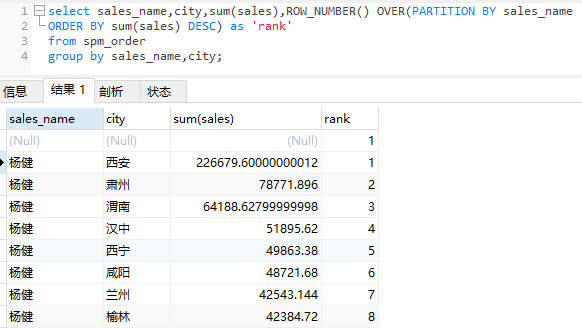 1 select sales_name,city,sum(sales),ROW_NUMBER() OVER(PARTITION BY sales_name
2 ORDER BY sum(sales) DESC) as 'rank'
3 from spm_order
4 group by sales_name,city;
信息 结果 1 剖析 状态
sales_name city sum(sales) rank
(Null) (Null) (Null) 1
杨健 西安 226679.60000000012 1
杨健 肃州 78771.896 2
杨健 渭南 64188.62799999998 3
杨健 汉中 51895.62 4
杨健 西宁 49863.38 5
杨健 咸阳 48721.68 6
杨健 兰州 42543.144 7
杨健 榆林 42384.72 8